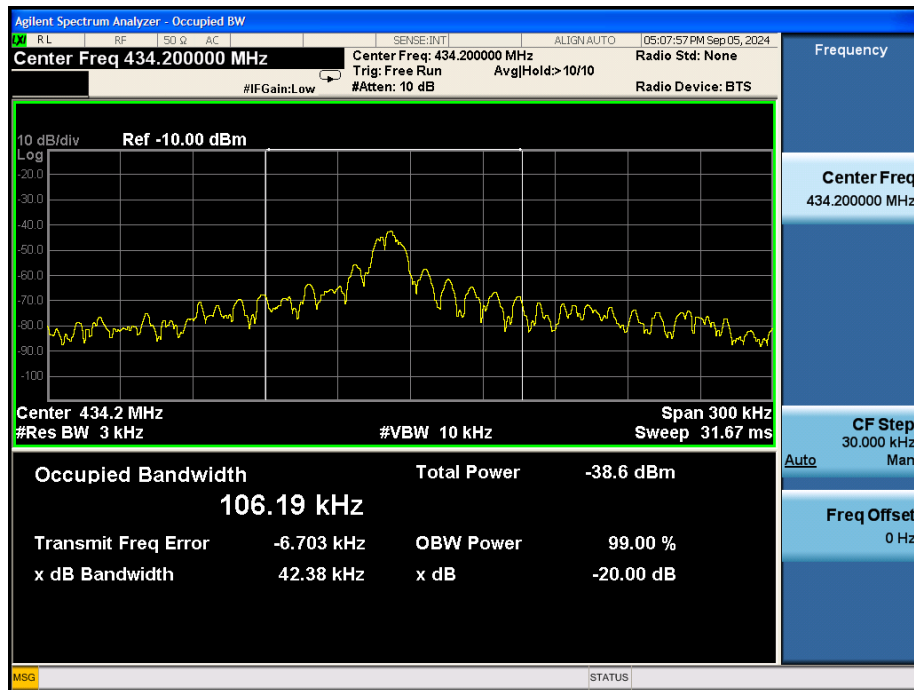 Agilent Spectrum Analyzer - Occupied BW
LXI RL RF 50 Ω AC SENSE:INT ALIGN AUTO 05:07:57 PM Sep 05, 2024
Center Freq 434.200000 MHz
Center Freq: 434.200000 MHz
Radio Std: None
Trig: Free Run Avg|Hold:> 10/10
#IFGain:Low
#Atten: 10 dB
Radio Device: BTS
10 dB/div Ref -10.00 dBm
Log
-20.0
-30.0
-40.0
-50.0
-60.0
-70.0
-80.0
-90.0
-100
Center 434.2 MHz Span 300 kHz
#Res BW 3 kHz #VBW 10 kHz Sweep 31.67 ms
Occupied Bandwidth Total Power -38.6 dBm
106.19 kHz
Transmit Freq Error -6.703 kHz OBW Power 99.00 %
x dB Bandwidth 42.38 kHz x dB -20.00 dB
MSG STATUS
Frequency
Center Freq
434.200000 MHz
CF Step
30.000 kHz
Auto Man
Freq Offset
0 Hz